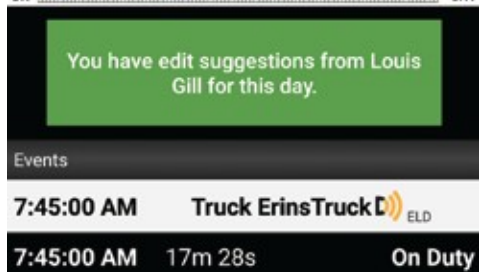 You have edit suggestions from Louis
Gill for this day.
Events
7:45:00 AM Truck ErinsTruck ELD
7:45:00 AM 17m 28s On Duty